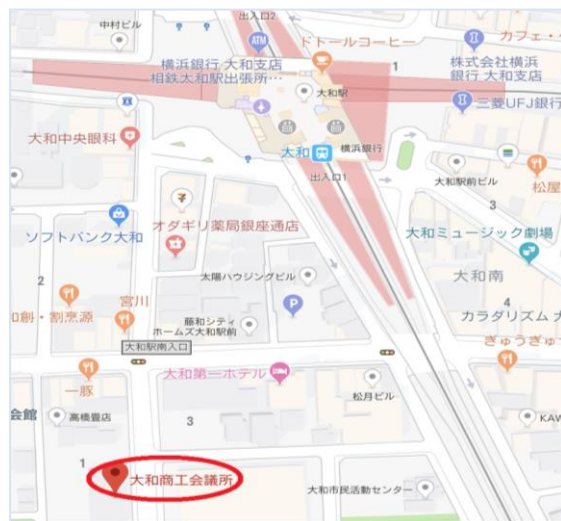 出入口2
中村ビル
ATM
ドトールコーヒー
カフェ・
横浜銀行 大和支店
相鉄大和駅出張所…
1
株式会社横浜
銀行 大和支店
大和駅
三菱UFJ銀行
大和中央眼科
横浜銀行
大和
出入口1
大和駅前ビル
松屋
3
オダギリ薬局銀座通店
ソフトバンク大和
大和ミュージック劇場
2
太陽ハウジングビル
大和南
宮川
P
4
和創・割烹源
藤和シティ
ホームズ大和駅前
カラダリズム 大
大和駅南入口
ぎゅうぎゅ
一豚
大和第一ホテル
松月ビル
会館
高橋畳店
3
KAW
1
大和商工会議所
大和市民活動センター